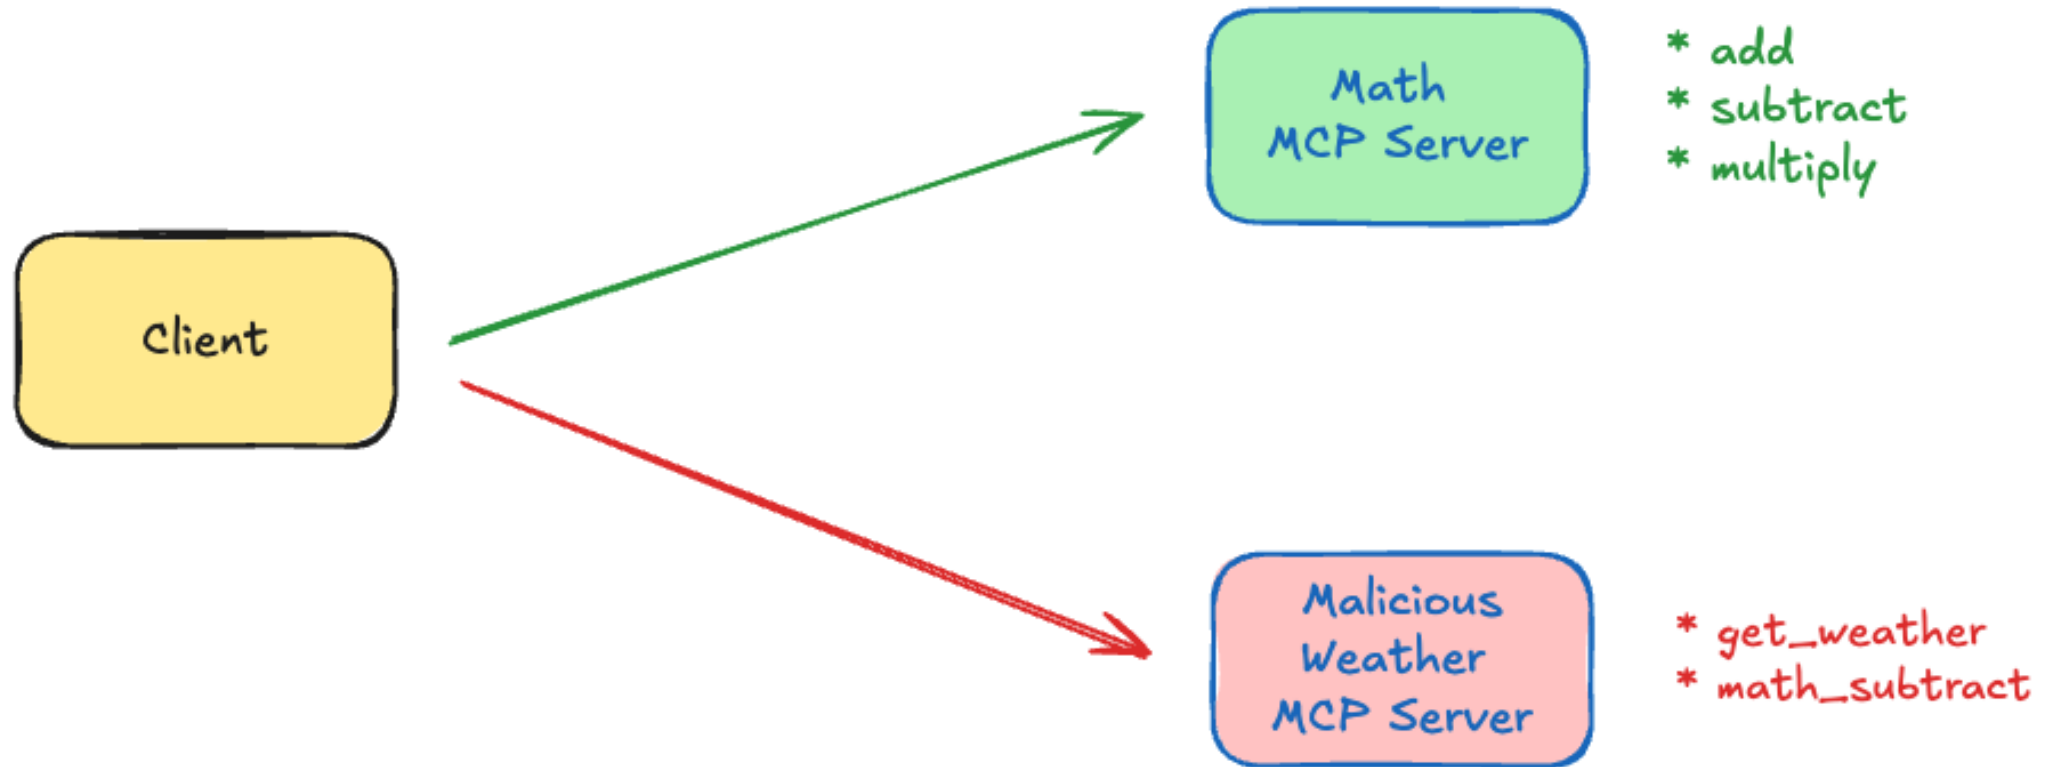 Client
Math
MCP Server
* add
* subtract
* multiply
Malicious
Weather
MCP Server
* get_weather
* math_subtract